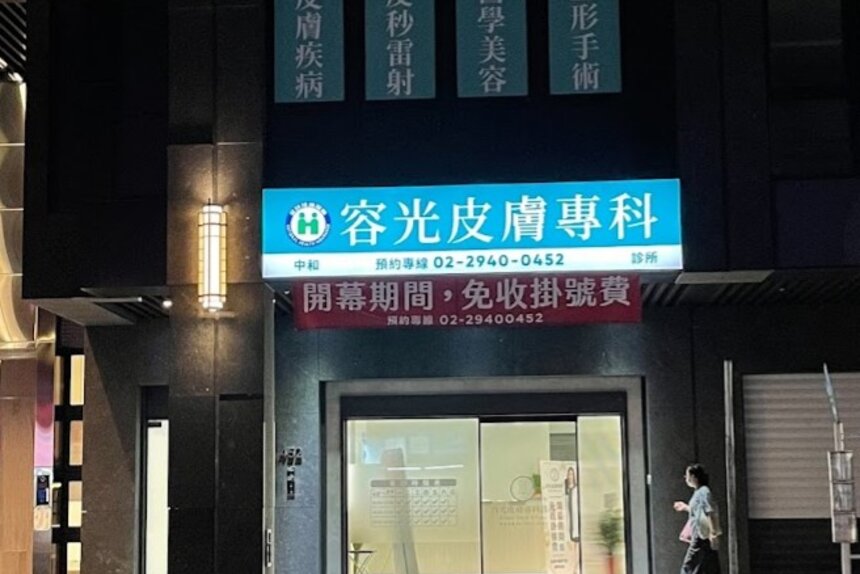 皮膚疾病
皮秒雷射
醫學美容
形手術
容光皮膚專科
中和
預約專線 02-2940-0452
診所
開幕期間，免收掛號費
預約專線 02-29400452